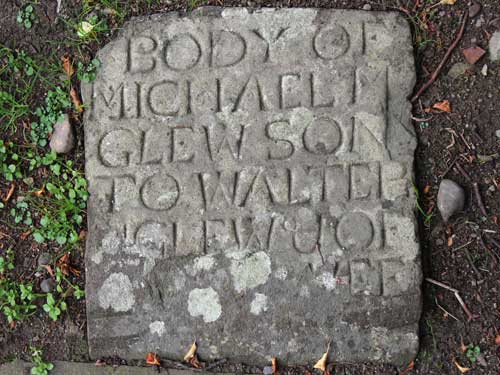 BODY OF
MICHAEL M
GLEW SON
TO WALTER
GLEW